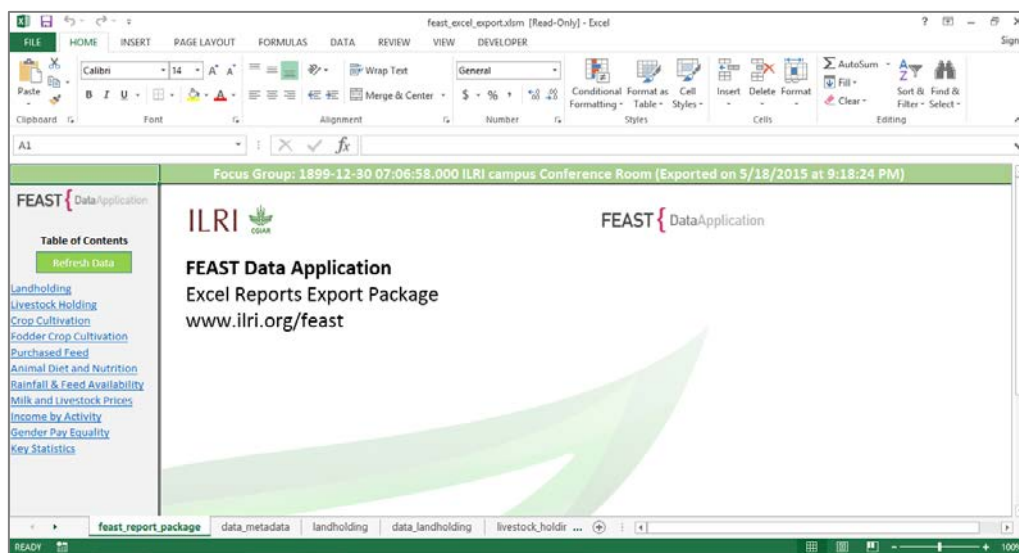 feast_excel_export.xlsm [Read-Only] - Excel
FILE HOME INSERT PAGE LAYOUT FORMULAS DATA REVIEW VIEW DEVELOPER Sign
Paste
Calibri 14 A A
B I U A
Wrap Text
Merge & Center
General
$ % ,
Conditional Formatting
Format as Table
Cell Styles
Insert Delete Format
AutoSum
Fill
Clear
Sort & Filter
Find & Select
Clipboard Font Alignment Number Styles Cells Editing
A1 fx
Focus Group: 1899-12-30 07:06:58.000 ILRI campus Conference Room (Exported on 5/18/2015 at 9:18:24 PM)
FEAST { DataApplication
Table of Contents
Refresh Data
Landholding
Livestock Holding
Crop Cultivation
Fodder Crop Cultivation
Purchased Feed
Animal Diet and Nutrition
Rainfall & Feed Availability
Milk and Livestock Prices
Income by Activity
Gender Pay Equality
Key Statistics
ILRI
CGIAR
FEAST { DataApplication
FEAST Data Application
Excel Reports Export Package
www.ilri.org/feast
feast_report_package data_metadata landholding data_landholding livestock_holdir ...
READY 100%